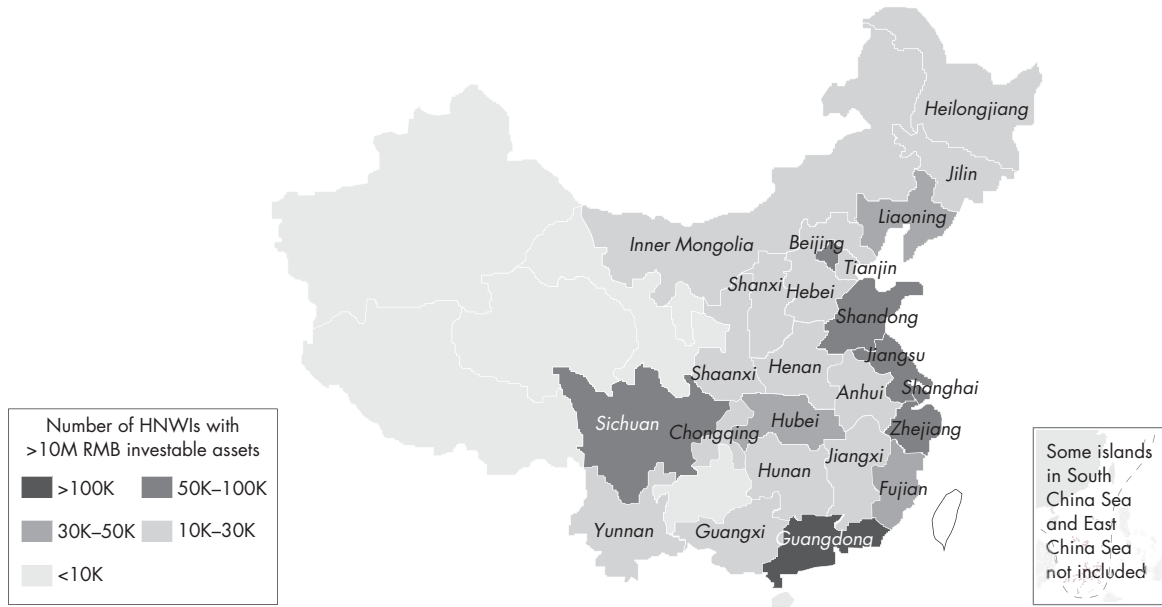 Heilongjiang
Jilin
Liaoning
Inner Mongolia
Beijing
Tianjin
Shanxi
Hebei
Shandong
Jiangsu
Shaanxi
Henan
Anhui
Shanghai
Sichuan
Chongqing
Hubei
Zhejiang
Hunan
Jiangxi
Fujian
Yunnan
Guangxi
Guangdong
Number of HNWIs with
>10M RMB investable assets
>100K
50K–100K
30K–50K
10K–30K
<10K
Some islands
in South
China Sea
and East
China Sea
not included